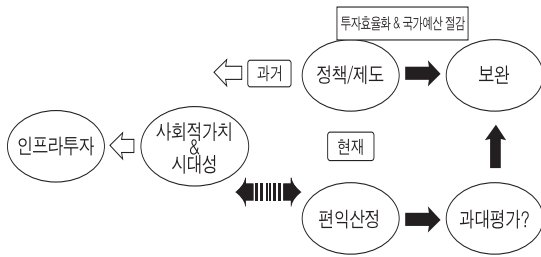 투자효율화 & 국가예산 절감
과거
정책/제도
보완
인프라투자
사회적가치
&
시대성
현재
편익산정
과대평가?